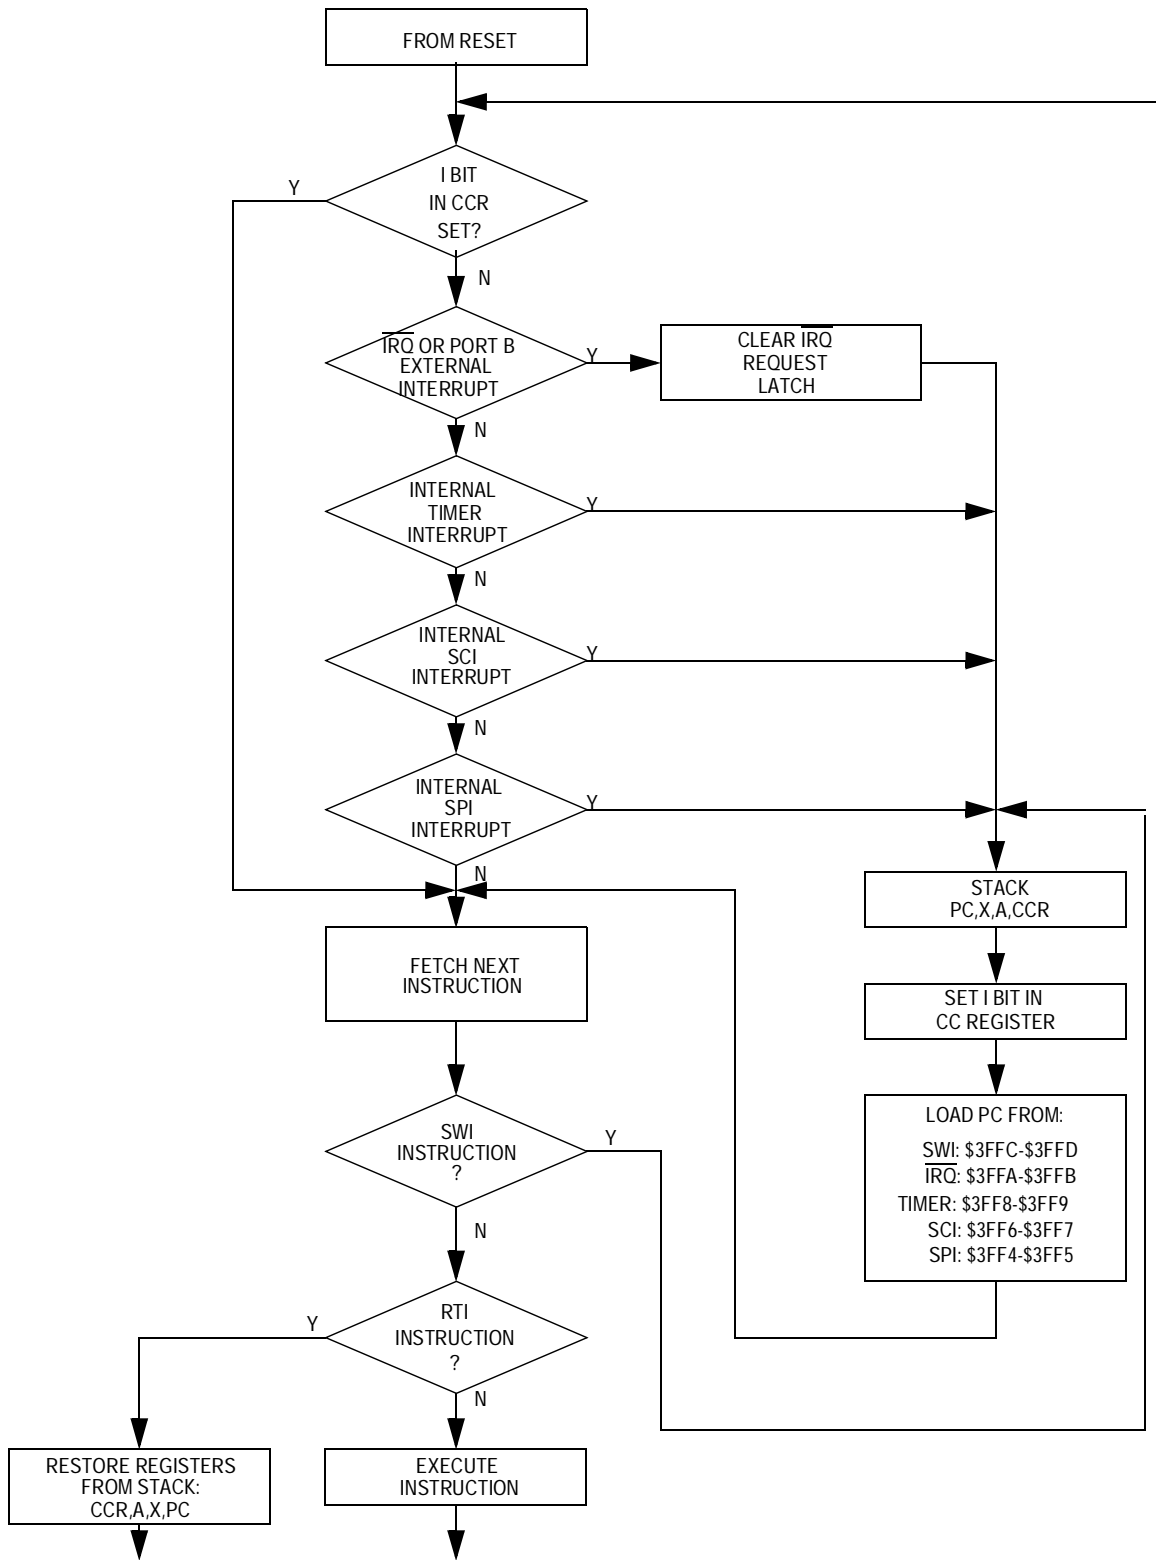 FROM RESET
I BIT
IN CCR
SET?
Y
N
IRQ OR PORT B
EXTERNAL
INTERRUPT
Y
CLEAR IRQ
REQUEST
LATCH
N
INTERNAL
TIMER
INTERRUPT
Y
N
INTERNAL
SCI
INTERRUPT
Y
N
INTERNAL
SPI
INTERRUPT
Y
N
STACK
PC,X,A,CCR
FETCH NEXT
INSTRUCTION
SET I BIT IN
CC REGISTER
LOAD PC FROM:
SWI: $3FFC-$3FFD
IRQ: $3FFA-$3FFB
TIMER: $3FF8-$3FF9
SCI: $3FF6-$3FF7
SPI: $3FF4-$3FF5
SWI
INSTRUCTION
?
Y
N
RTI
INSTRUCTION
?
Y
N
RESTORE REGISTERS
FROM STACK:
CCR,A,X,PC
EXECUTE
INSTRUCTION